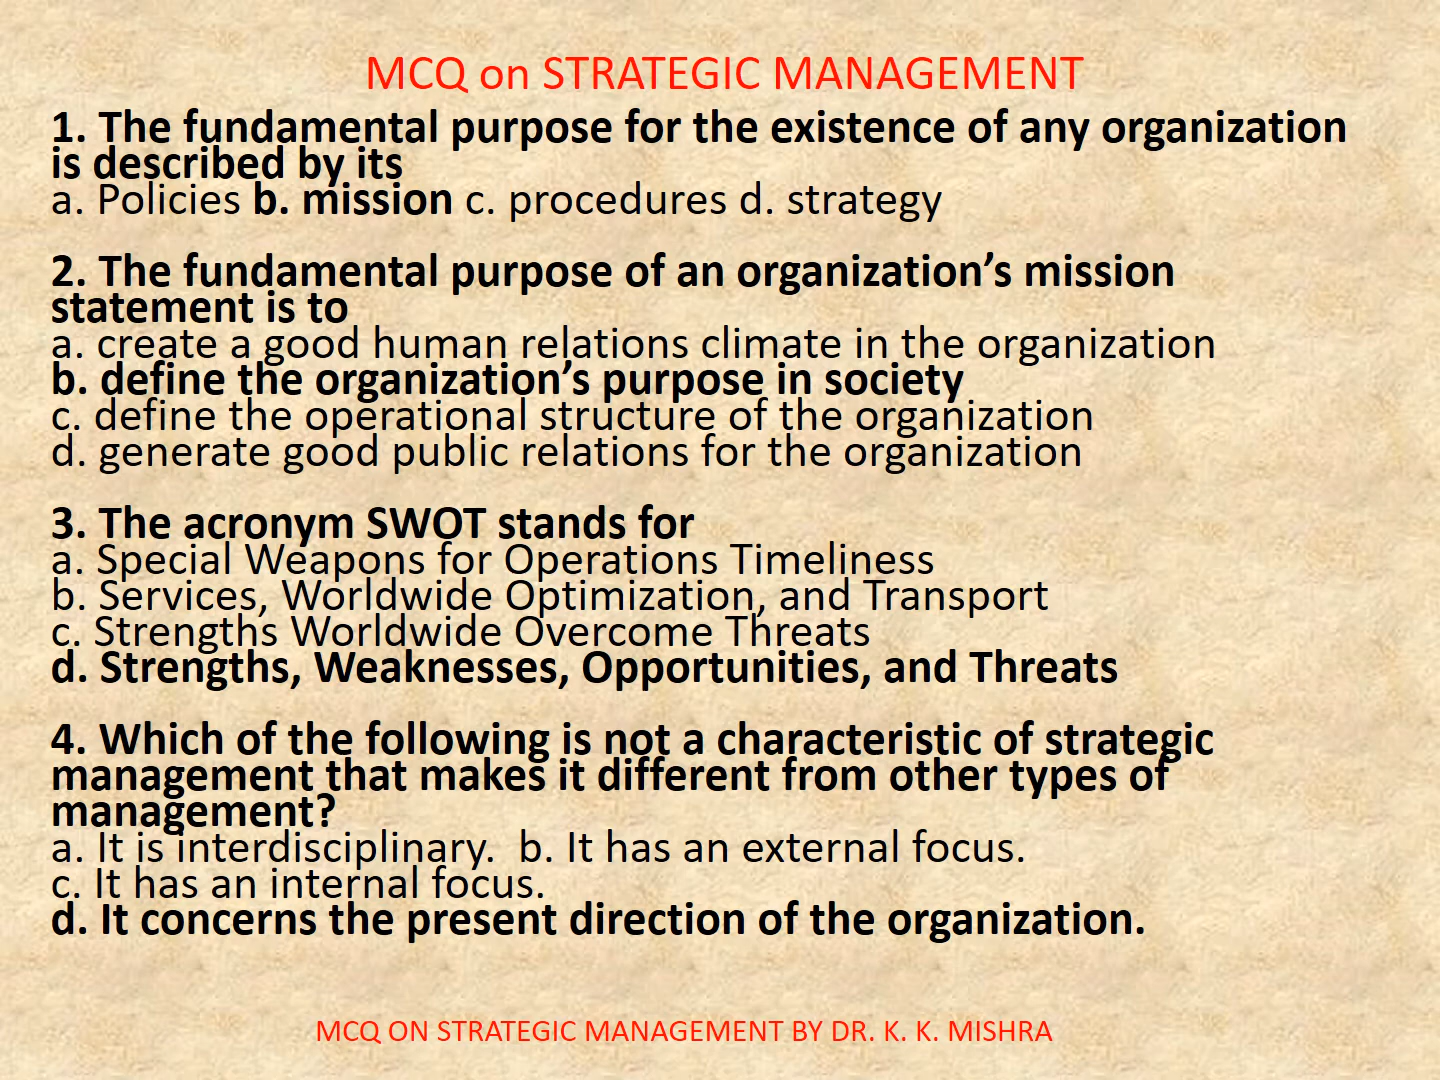 MCQ on STRATEGIC MANAGEMENT
1. The fundamental purpose for the existence of any organization
is described by its
a. Policies b. mission c. procedures d. strategy
2. The fundamental purpose of an organization’s mission
statement is to
a. create a good human relations climate in the organization
b. define the organization’s purpose in society
c. define the operational structure of the organization
d. generate good public relations for the organization
3. The acronym SWOT stands for
a. Special Weapons for Operations Timeliness
b. Services, Worldwide Optimization, and Transport
c. Strengths Worldwide Overcome Threats
d. Strengths, Weaknesses, Opportunities, and Threats
4. Which of the following is not a characteristic of strategic
management that makes it different from other types of
management?
a. It is interdisciplinary.  b. It has an external focus.
c. It has an internal focus.
d. It concerns the present direction of the organization.
MCQ ON STRATEGIC MANAGEMENT BY DR. K. K. MISHRA